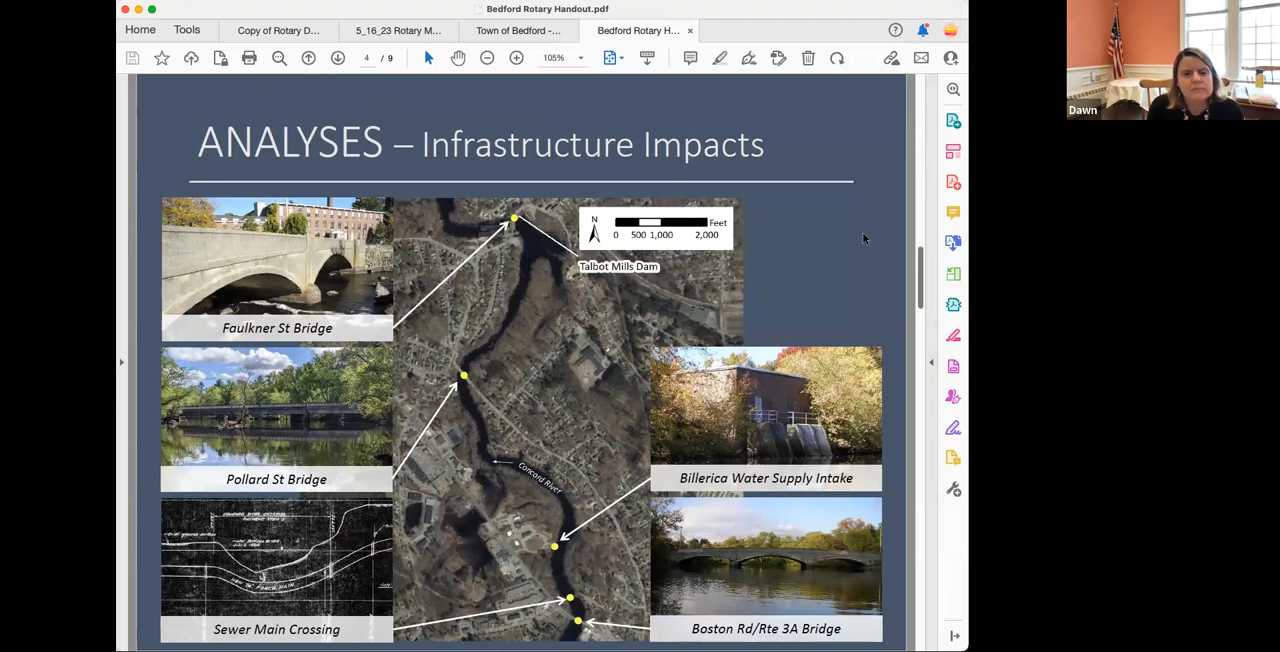 Bedford Rotary Handout.pdf
Home
Tools
Copy of Rotary D...
5_16_23 Rotary M...
Town of Bedford -...
Bedford Rotary H...
4 / 9
105%
Dawn
ANALYSES – Infrastructure Impacts
N
Feet
0 500 1,000 2,000
Talbot Mills Dam
Faulkner St Bridge
Pollard St Bridge
Concord River
Billerica Water Supply Intake
Sewer Main Crossing
Boston Rd/Rte 3A Bridge